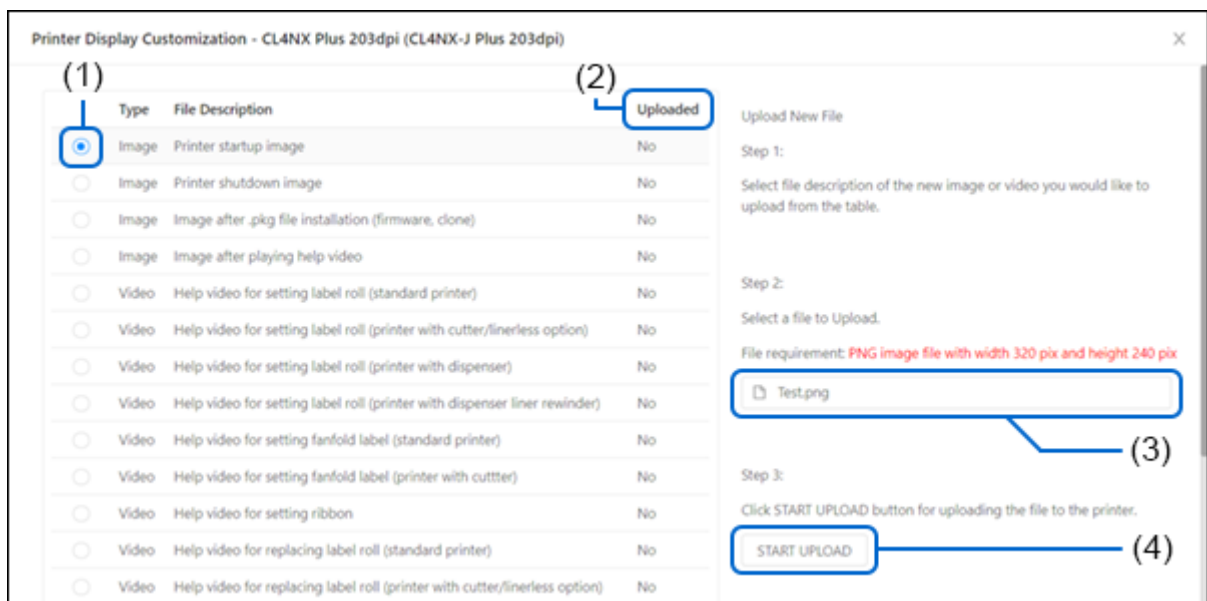 Printer Display Customization - CL4NX Plus 203dpi (CL4NX-J Plus 203dpi)
(1)
(2)
Type File Description Uploaded
Image Printer startup image No
Image Printer shutdown image No
Image Image after .pkg file installation (firmware, clone) No
Image Image after playing help video No
Video Help video for setting label roll (standard printer) No
Video Help video for setting label roll (printer with cutter/linerless option) No
Video Help video for setting label roll (printer with dispenser) No
Video Help video for setting label roll (printer with dispenser liner rewinder) No
Video Help video for setting fanfold label (standard printer) No
Video Help video for setting fanfold label (printer with cuttter) No
Video Help video for setting ribbon No
Video Help video for replacing label roll (standard printer) No
Video Help video for replacing label roll (printer with cutter/linerless option) No
Upload New File
Step 1:
Select file description of the new image or video you would like to
upload from the table.
Step 2:
Select a file to Upload.
File requirement: PNG image file with width 320 pix and height 240 pix
Test.png
(3)
Step 3:
Click START UPLOAD button for uploading the file to the printer.
START UPLOAD
(4)